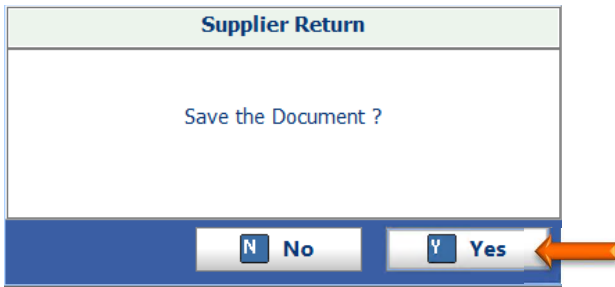 Supplier Return
Save the Document ?
N No Y Yes